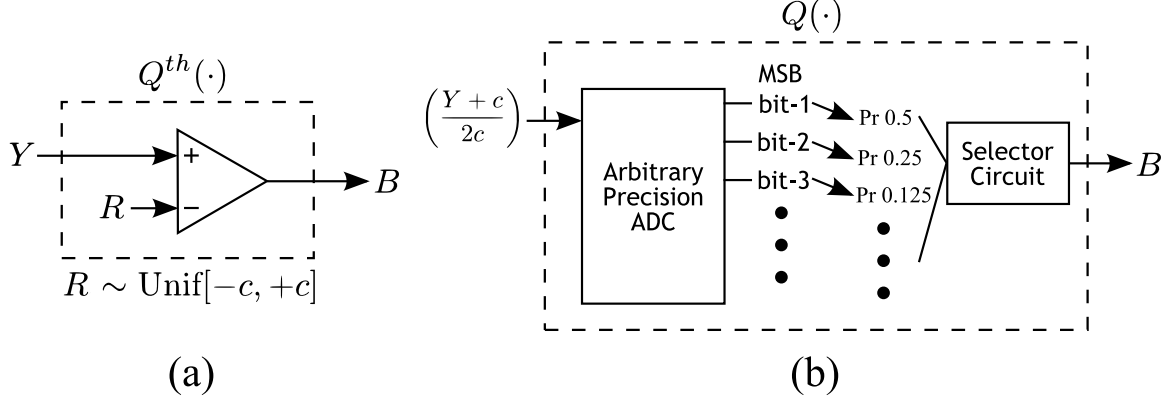 Q^{th}(·)
Y
+
R
−
B
R ∼ Unif[−c, +c]
(a)
Q(·)
(Y + c / 2c)
Arbitrary
Precision
ADC
MSB
bit-1
bit-2
bit-3
Pr 0.5
Pr 0.25
Pr 0.125
Selector
Circuit
B
(b)